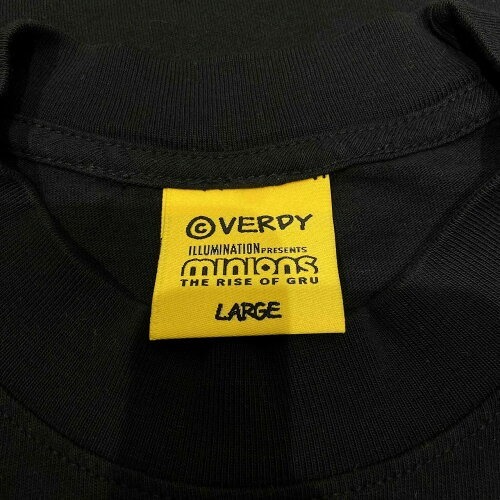 ©VERDY
ILLUMINATION PRESENTS
minions
THE RISE OF GRU
LARGE